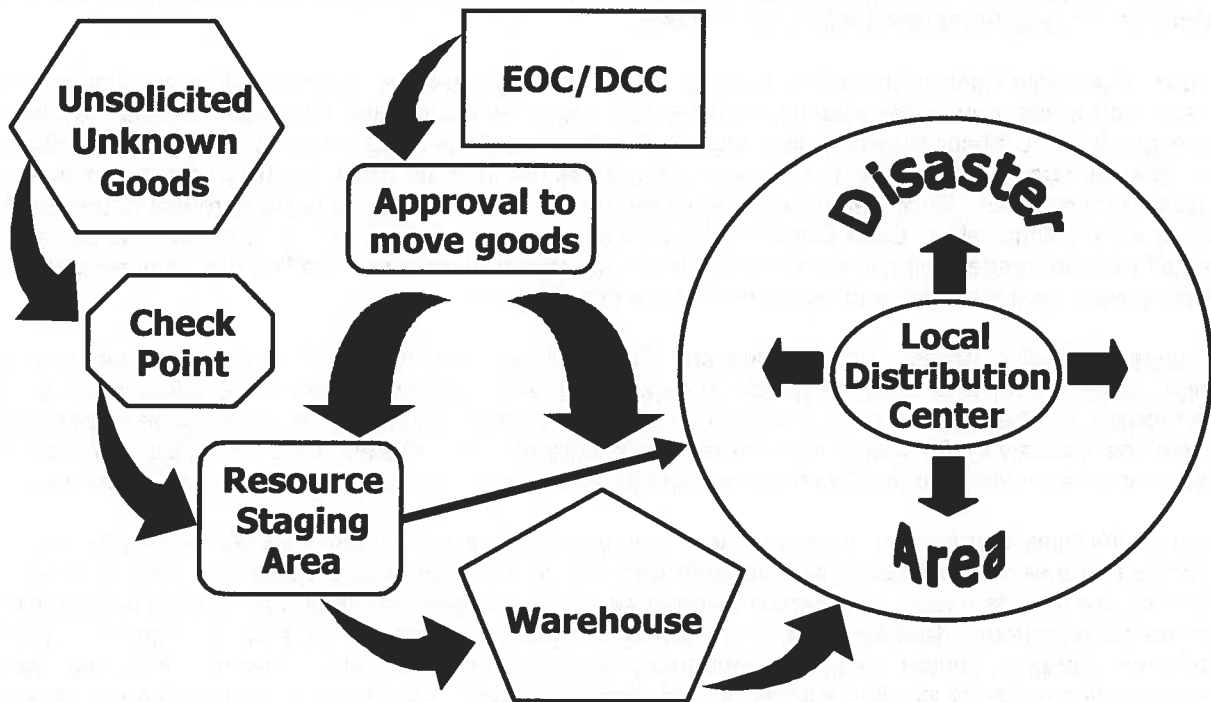 Unsolicited
Unknown
Goods
EOC/DCC
Approval to
move goods
Check
Point
Resource
Staging
Area
Warehouse
Disaster
Local
Distribution
Center
Area